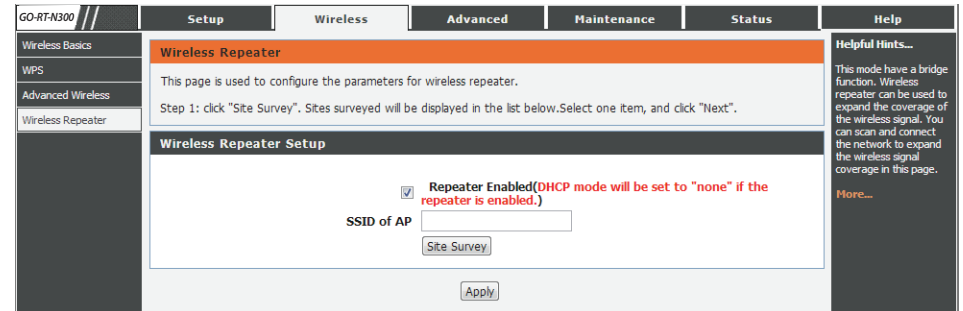 GO-RT-N300
Setup
Wireless
Advanced
Maintenance
Status
Help
Wireless Basics
WPS
Advanced Wireless
Wireless Repeater
Wireless Repeater
This page is used to configure the parameters for wireless repeater.
Step 1: click "Site Survey". Sites surveyed will be displayed in the list below.Select one item, and click "Next".
Wireless Repeater Setup
Repeater Enabled(DHCP mode will be set to "none" if the
repeater is enabled.)
SSID of AP
Site Survey
Apply
Helpful Hints...
This mode have a bridge
function. Wireless
repeater can be used to
expand the coverage of
the wireless signal. You
can scan and connect
the network to expand
the wireless signal
coverage in this page.
More...